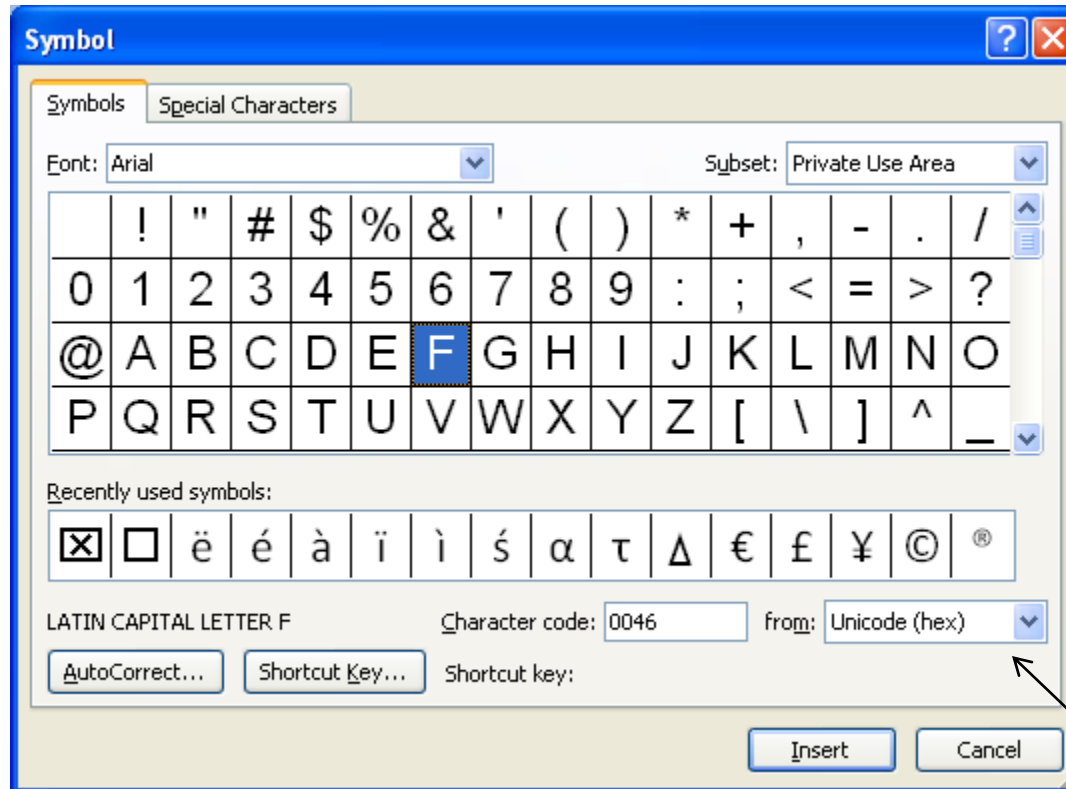 Symbol ?
Symbols Special Characters
Font: Arial Subset: Private Use Area
! " # $ % & ' ( ) * + , - . /
0 1 2 3 4 5 6 7 8 9 : ; < = > ?
@ A B C D E F G H I J K L M N O
P Q R S T U V W X Y Z [ \ ] ^ _
Recently used symbols:
☒ □ ë é à ï ì ś α τ Δ € £ ¥ © ®
LATIN CAPITAL LETTER F Character code: 0046 from: Unicode (hex)
AutoCorrect... Shortcut Key... Shortcut key:
Insert Cancel